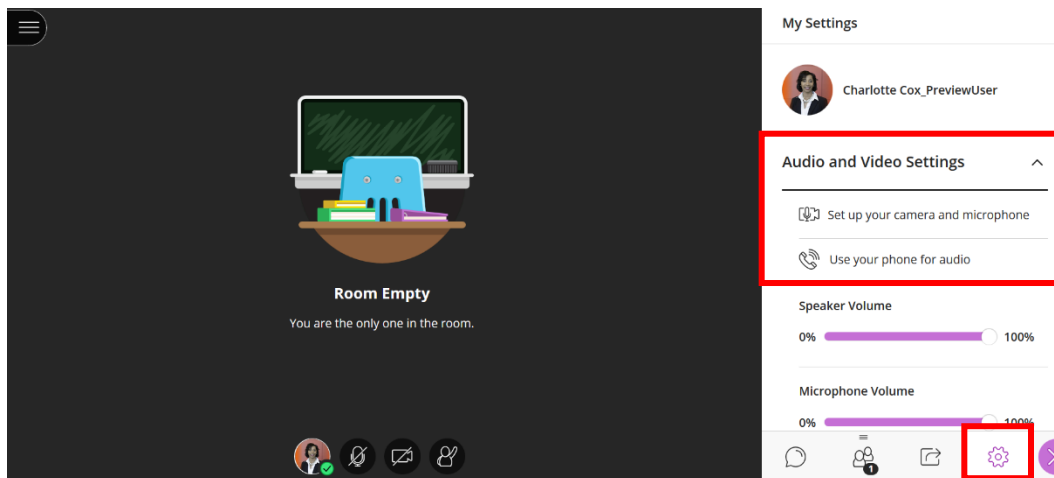 My Settings
Charlotte Cox_PreviewUser
Audio and Video Settings
Set up your camera and microphone
Use your phone for audio
Room Empty
You are the only one in the room.
Speaker Volume
0% 100%
Microphone Volume
0% 100%
1